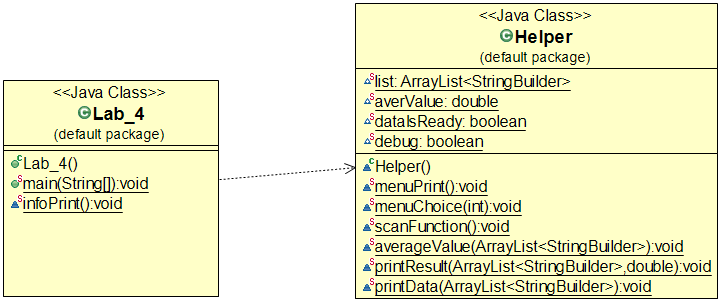 <<Java Class>>
Lab_4
(default package)
Lab_4()
main(String[]):void
infoPrint():void
<<Java Class>>
Helper
(default package)
list: ArrayList<StringBuilder>
averValue: double
dataIsReady: boolean
debug: boolean
Helper()
menuPrint():void
menuChoice(int):void
scanFunction():void
averageValue(ArrayList<StringBuilder>):void
printResult(ArrayList<StringBuilder>,double):void
printData(ArrayList<StringBuilder>):void